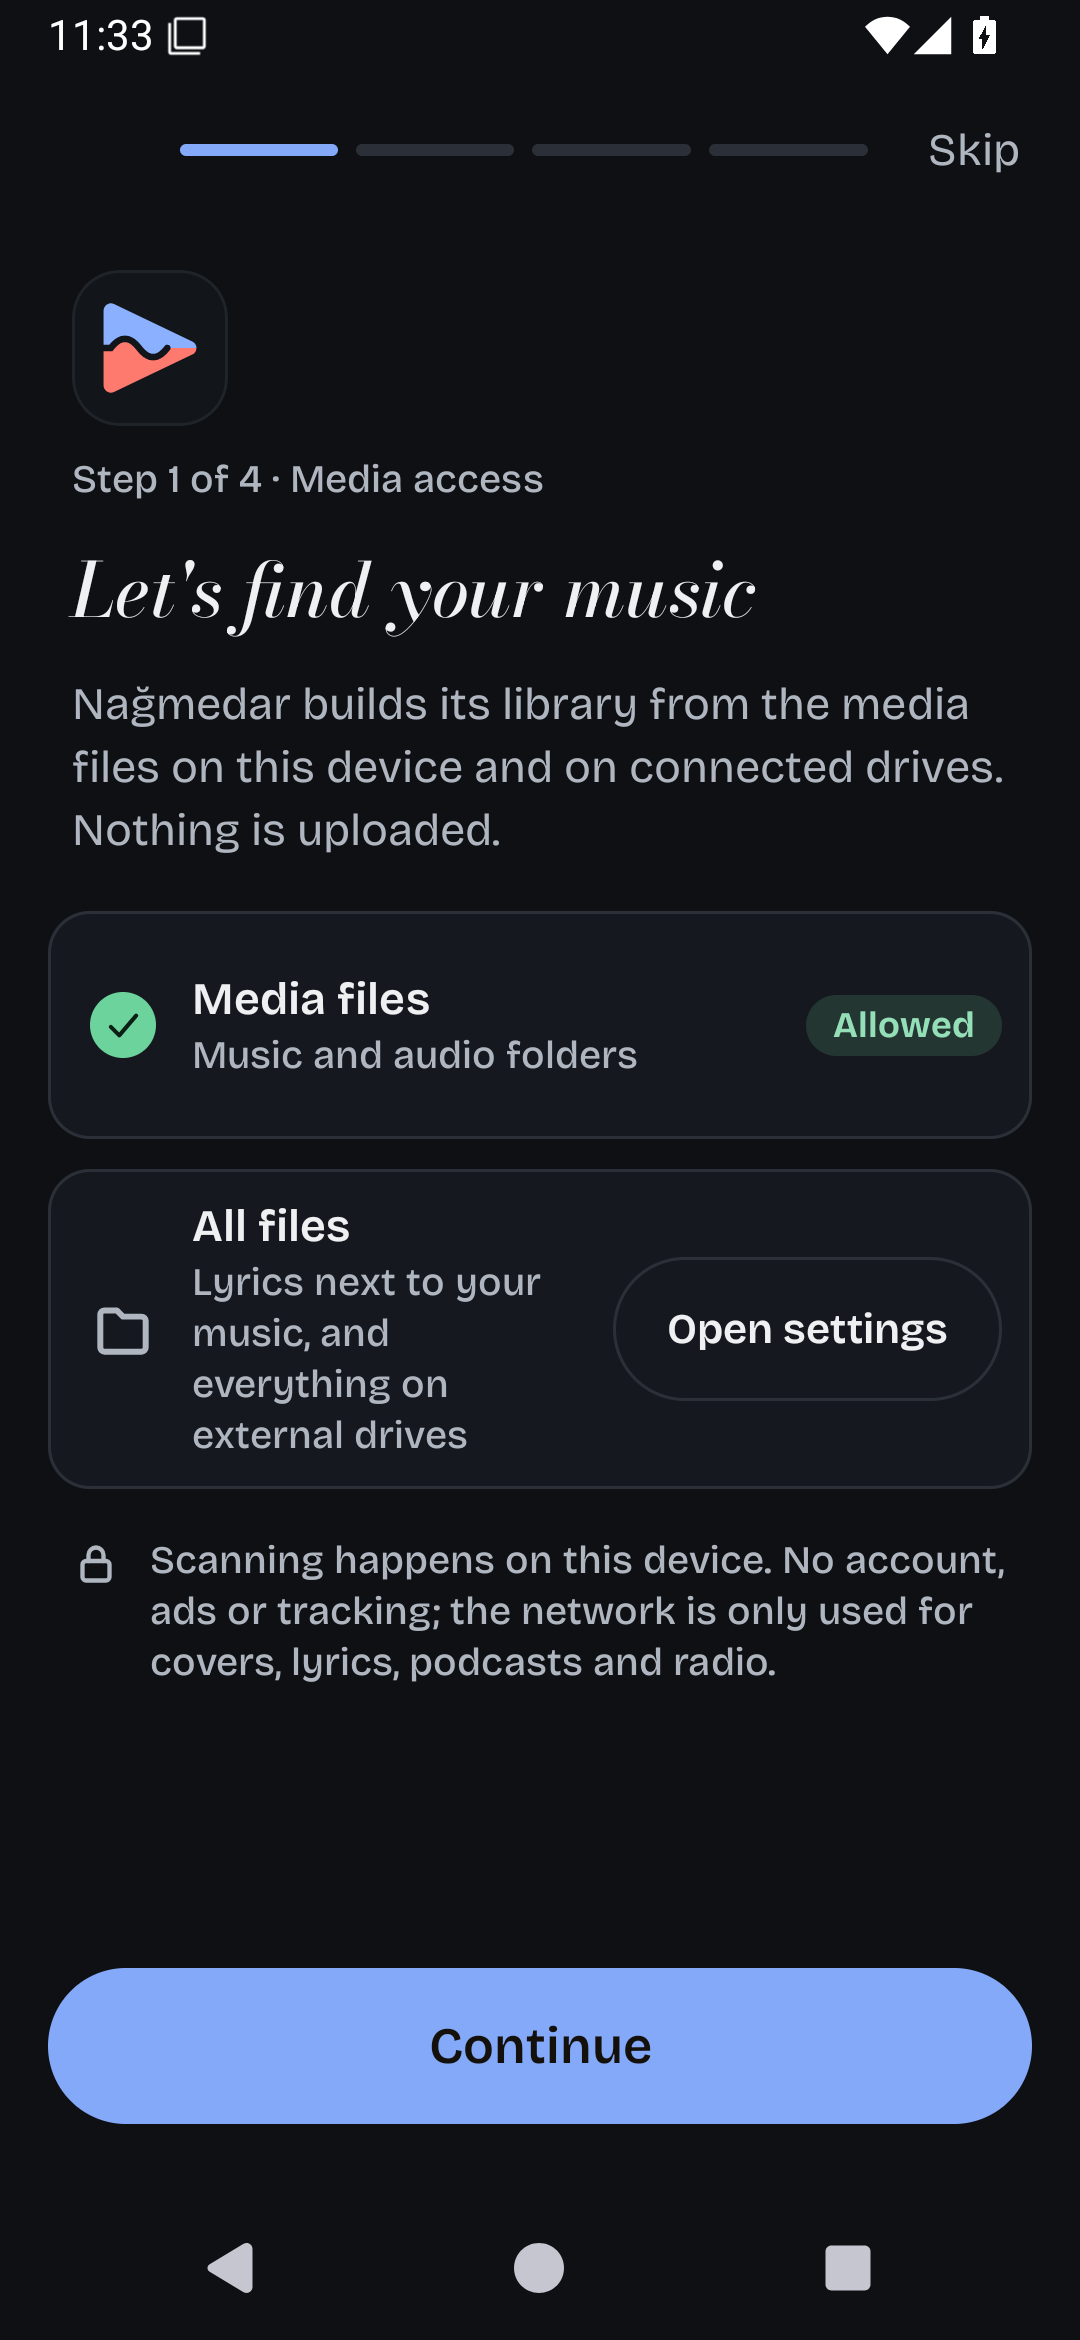 11:33
Skip
Step 1 of 4 · Media access
Let's find your music
Nağmedar builds its library from the media
files on this device and on connected drives.
Nothing is uploaded.
Media files
Music and audio folders
Allowed
All files
Lyrics next to your
music, and
everything on
external drives
Open settings
Scanning happens on this device. No account,
ads or tracking; the network is only used for
covers, lyrics, podcasts and radio.
Continue